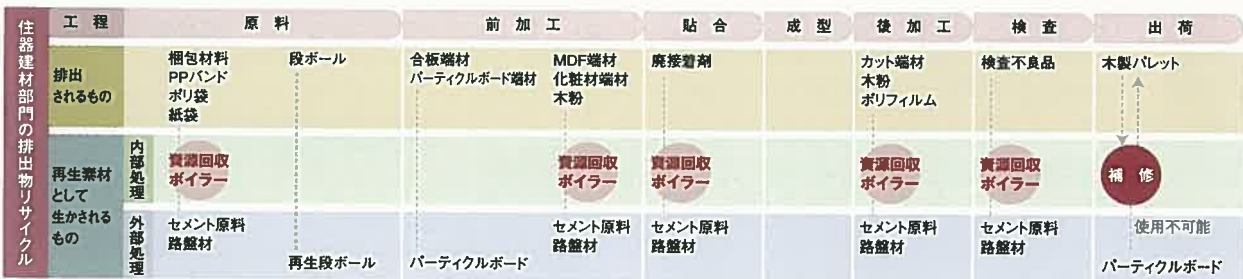 住器建材部門の排出物リサイクル
工程
原料
前加工
貼合
成型
後加工
検査
出荷
排出
されるもの
梱包材料
PPバンド
ポリ袋
紙袋
段ボール
合板端材
パーティクルボード端材
MDF端材
化粧材端材
木粉
廃接着剤
カット端材
木粉
ポリフィルム
検査不良品
木製パレット
再生素材
として
生かされる
もの
内部処理
資源回収
ボイラー
資源回収
ボイラー
資源回収
ボイラー
資源回収
ボイラー
資源回収
ボイラー
補修
外部処理
セメント原料
路盤材
再生段ボール
パーティクルボード
セメント原料
路盤材
セメント原料
路盤材
セメント原料
路盤材
セメント原料
路盤材
使用不可能
パーティクルボード